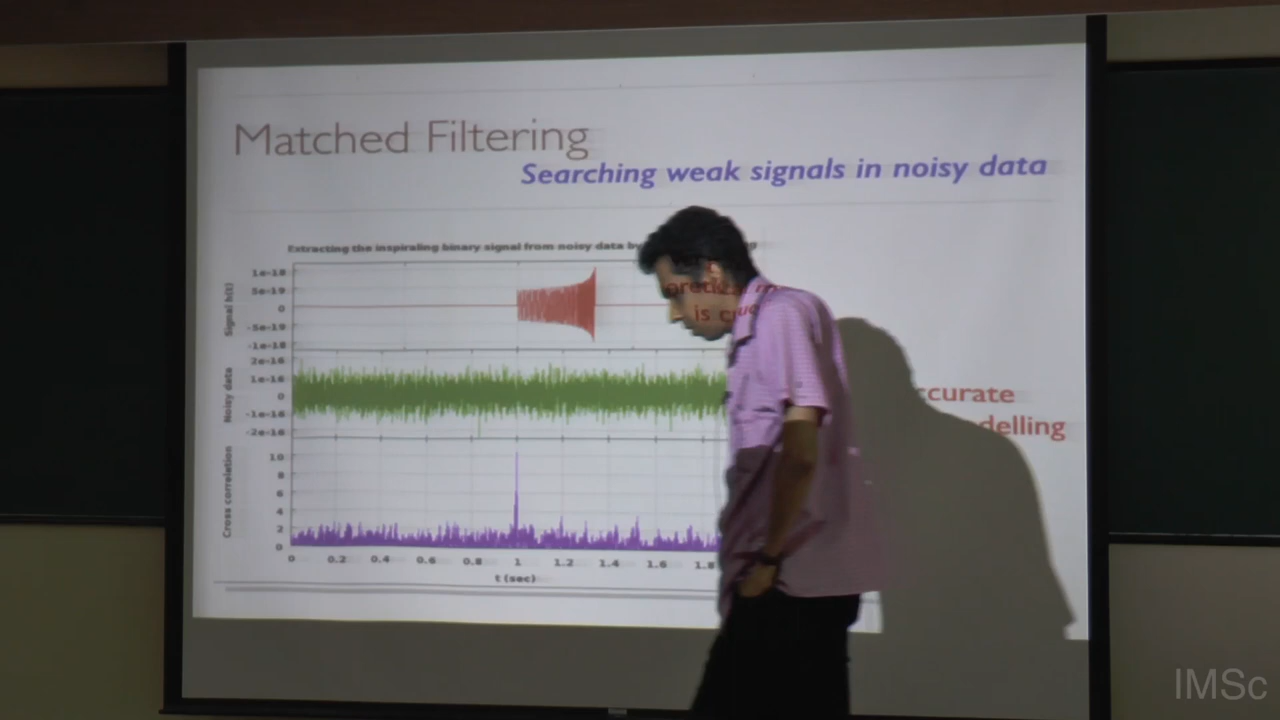 Matched Filtering
Searching weak signals in noisy data
Extracting the inspiraling binary signal from noisy data by
Signal h(t)
1e-18
5e-19
0
-5e-19
-1e-18
is
curate
delling
Noisy data
2e-16
1e-16
0
-1e-16
-2e-16
Cross correlation
10
8
6
4
2
0
0 0.2 0.4 0.6 0.8 1 1.2 1.4 1.6 1.8
t (sec)
IMSc